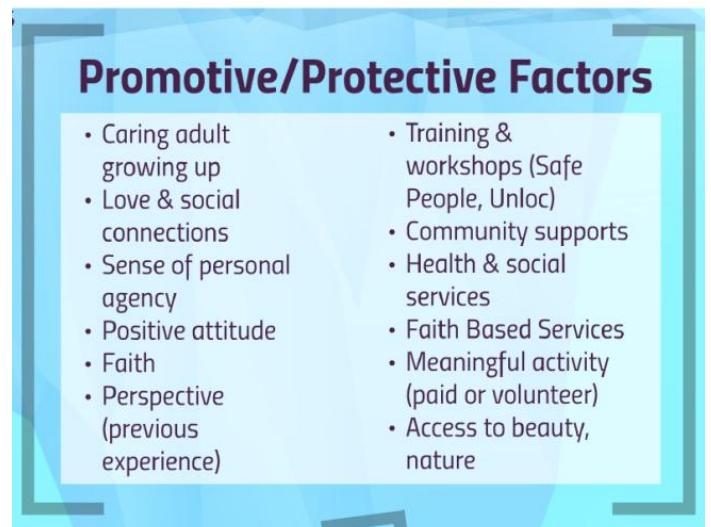 Promotive/Protective Factors
• Caring adult
growing up
• Love & social
connections
• Sense of personal
agency
• Positive attitude
• Faith
• Perspective
(previous
experience)
• Training &
workshops (Safe
People, Unloc)
• Community supports
• Health & social
services
• Faith Based Services
• Meaningful activity
(paid or volunteer)
• Access to beauty,
nature